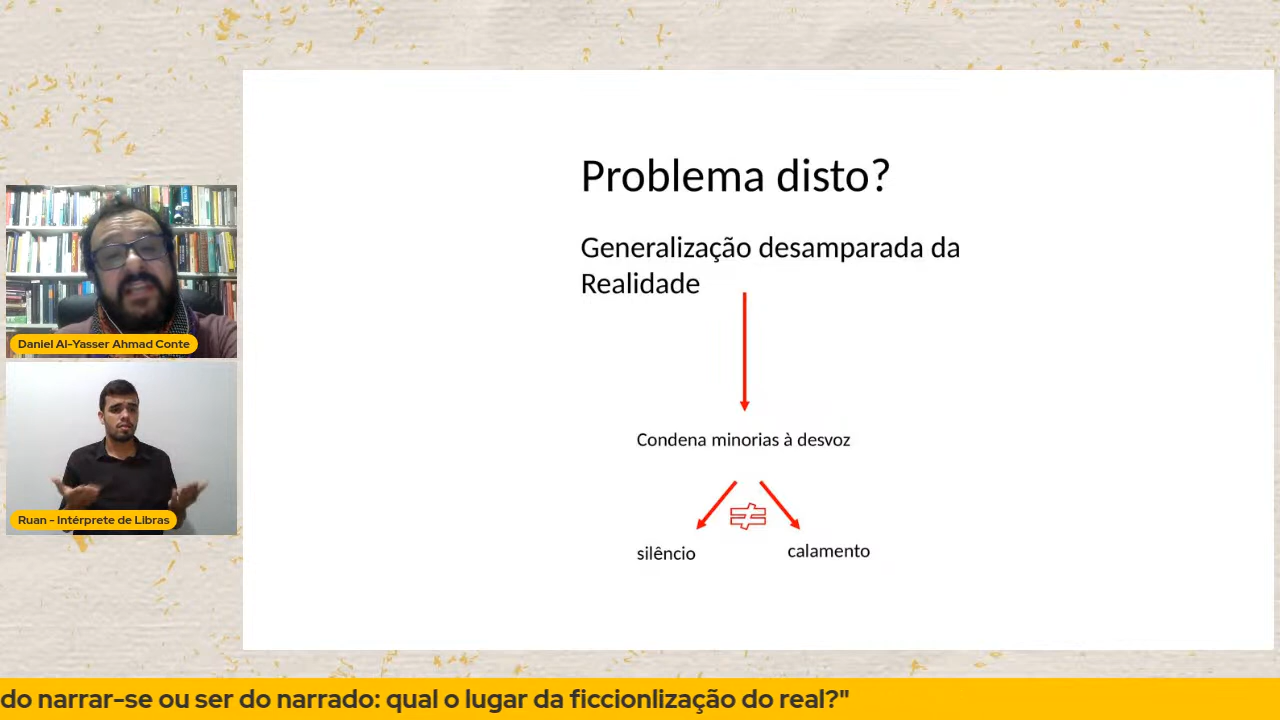 Problema disto?
Generalização desamparada da
Realidade
Condena minorias à desvoz
≠
silêncio
calamento
Daniel Al-Yasser Ahmad Conte
Ruan - Intérprete de Libras
do narrar-se ou ser do narrado: qual o lugar da ficcionlização do real?"